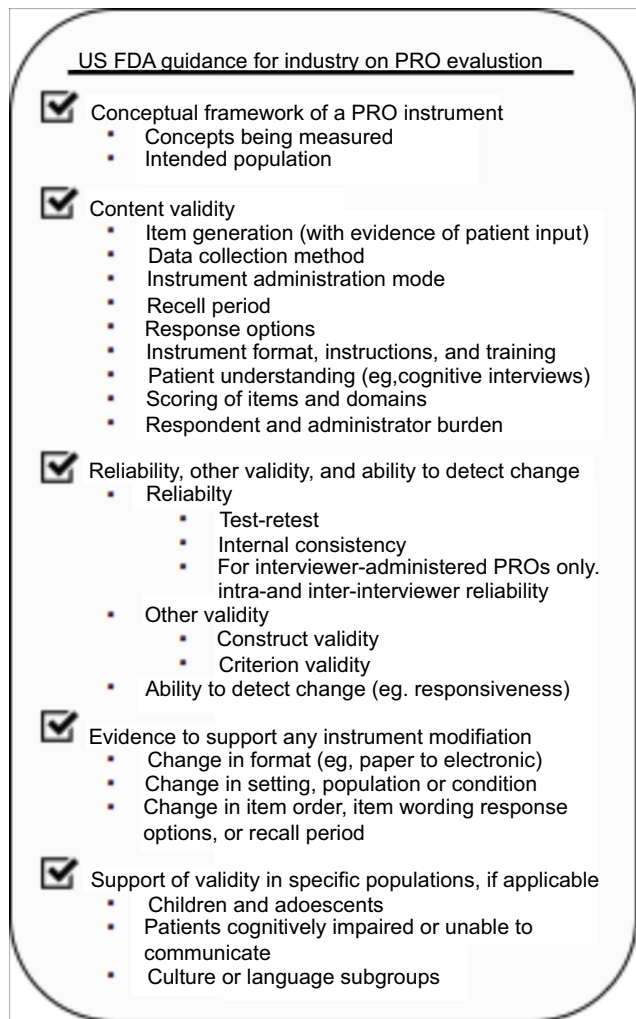 US FDA guidance for industry on PRO evaluation
Conceptual framework of a PRO instrument
Concepts being measured
Intended population
Content validity
Item generation (with evidence of patient input)
Data collection method
Instrument administration mode
Recell period
Response options
Instrument format, instructions, and training
Patient understanding (eg,cognitive interviews)
Scoring of items and domains
Respondent and administrator burden
Reliability, other validity, and ability to detect change
Reliabilty
Test-retest
Internal consistency
For interviewer-administered PROs only.
intra-and inter-interviewer reliability
Other validity
Construct validity
Criterion validity
Ability to detect change (eg. responsiveness)
Evidence to support any instrument modifiation
Change in format (eg, paper to electronic)
Change in setting, population or condition
Change in item order, item wording response
options, or recall period
Support of validity in specific populations, if applicable
Children and adoescents
Patients cognitively impaired or unable to
communicate
Culture or language subgroups